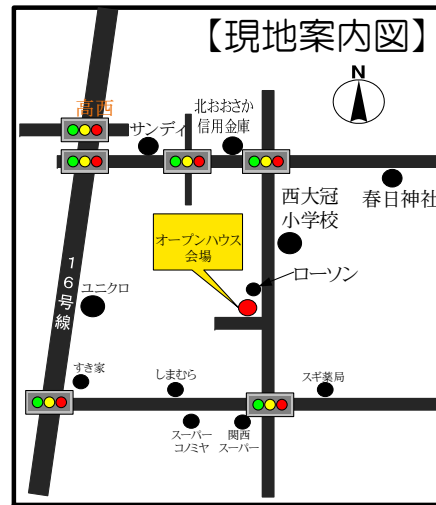 【現地案内図】
N
高西
サンディ
北おおさか
信用金庫
西大冠
小学校
春日神社
オープンハウス
会場
ローソン
16号線
ユニクロ
すき家
しまむら
スギ薬局
スーパー
コノミヤ
関西
スーパー